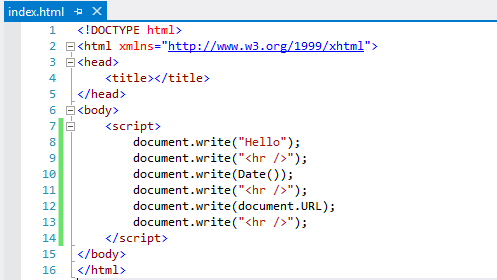 index.html
1 <!DOCTYPE html>
2 <html xmlns="http://www.w3.org/1999/xhtml">
3 <head>
4     <title></title>
5 </head>
6 <body>
7     <script>
8         document.write("Hello");
9         document.write("<hr />");
10         document.write(Date());
11         document.write("<hr />");
12         document.write(document.URL);
13         document.write("<hr />");
14     </script>
15 </body>
16 </html>